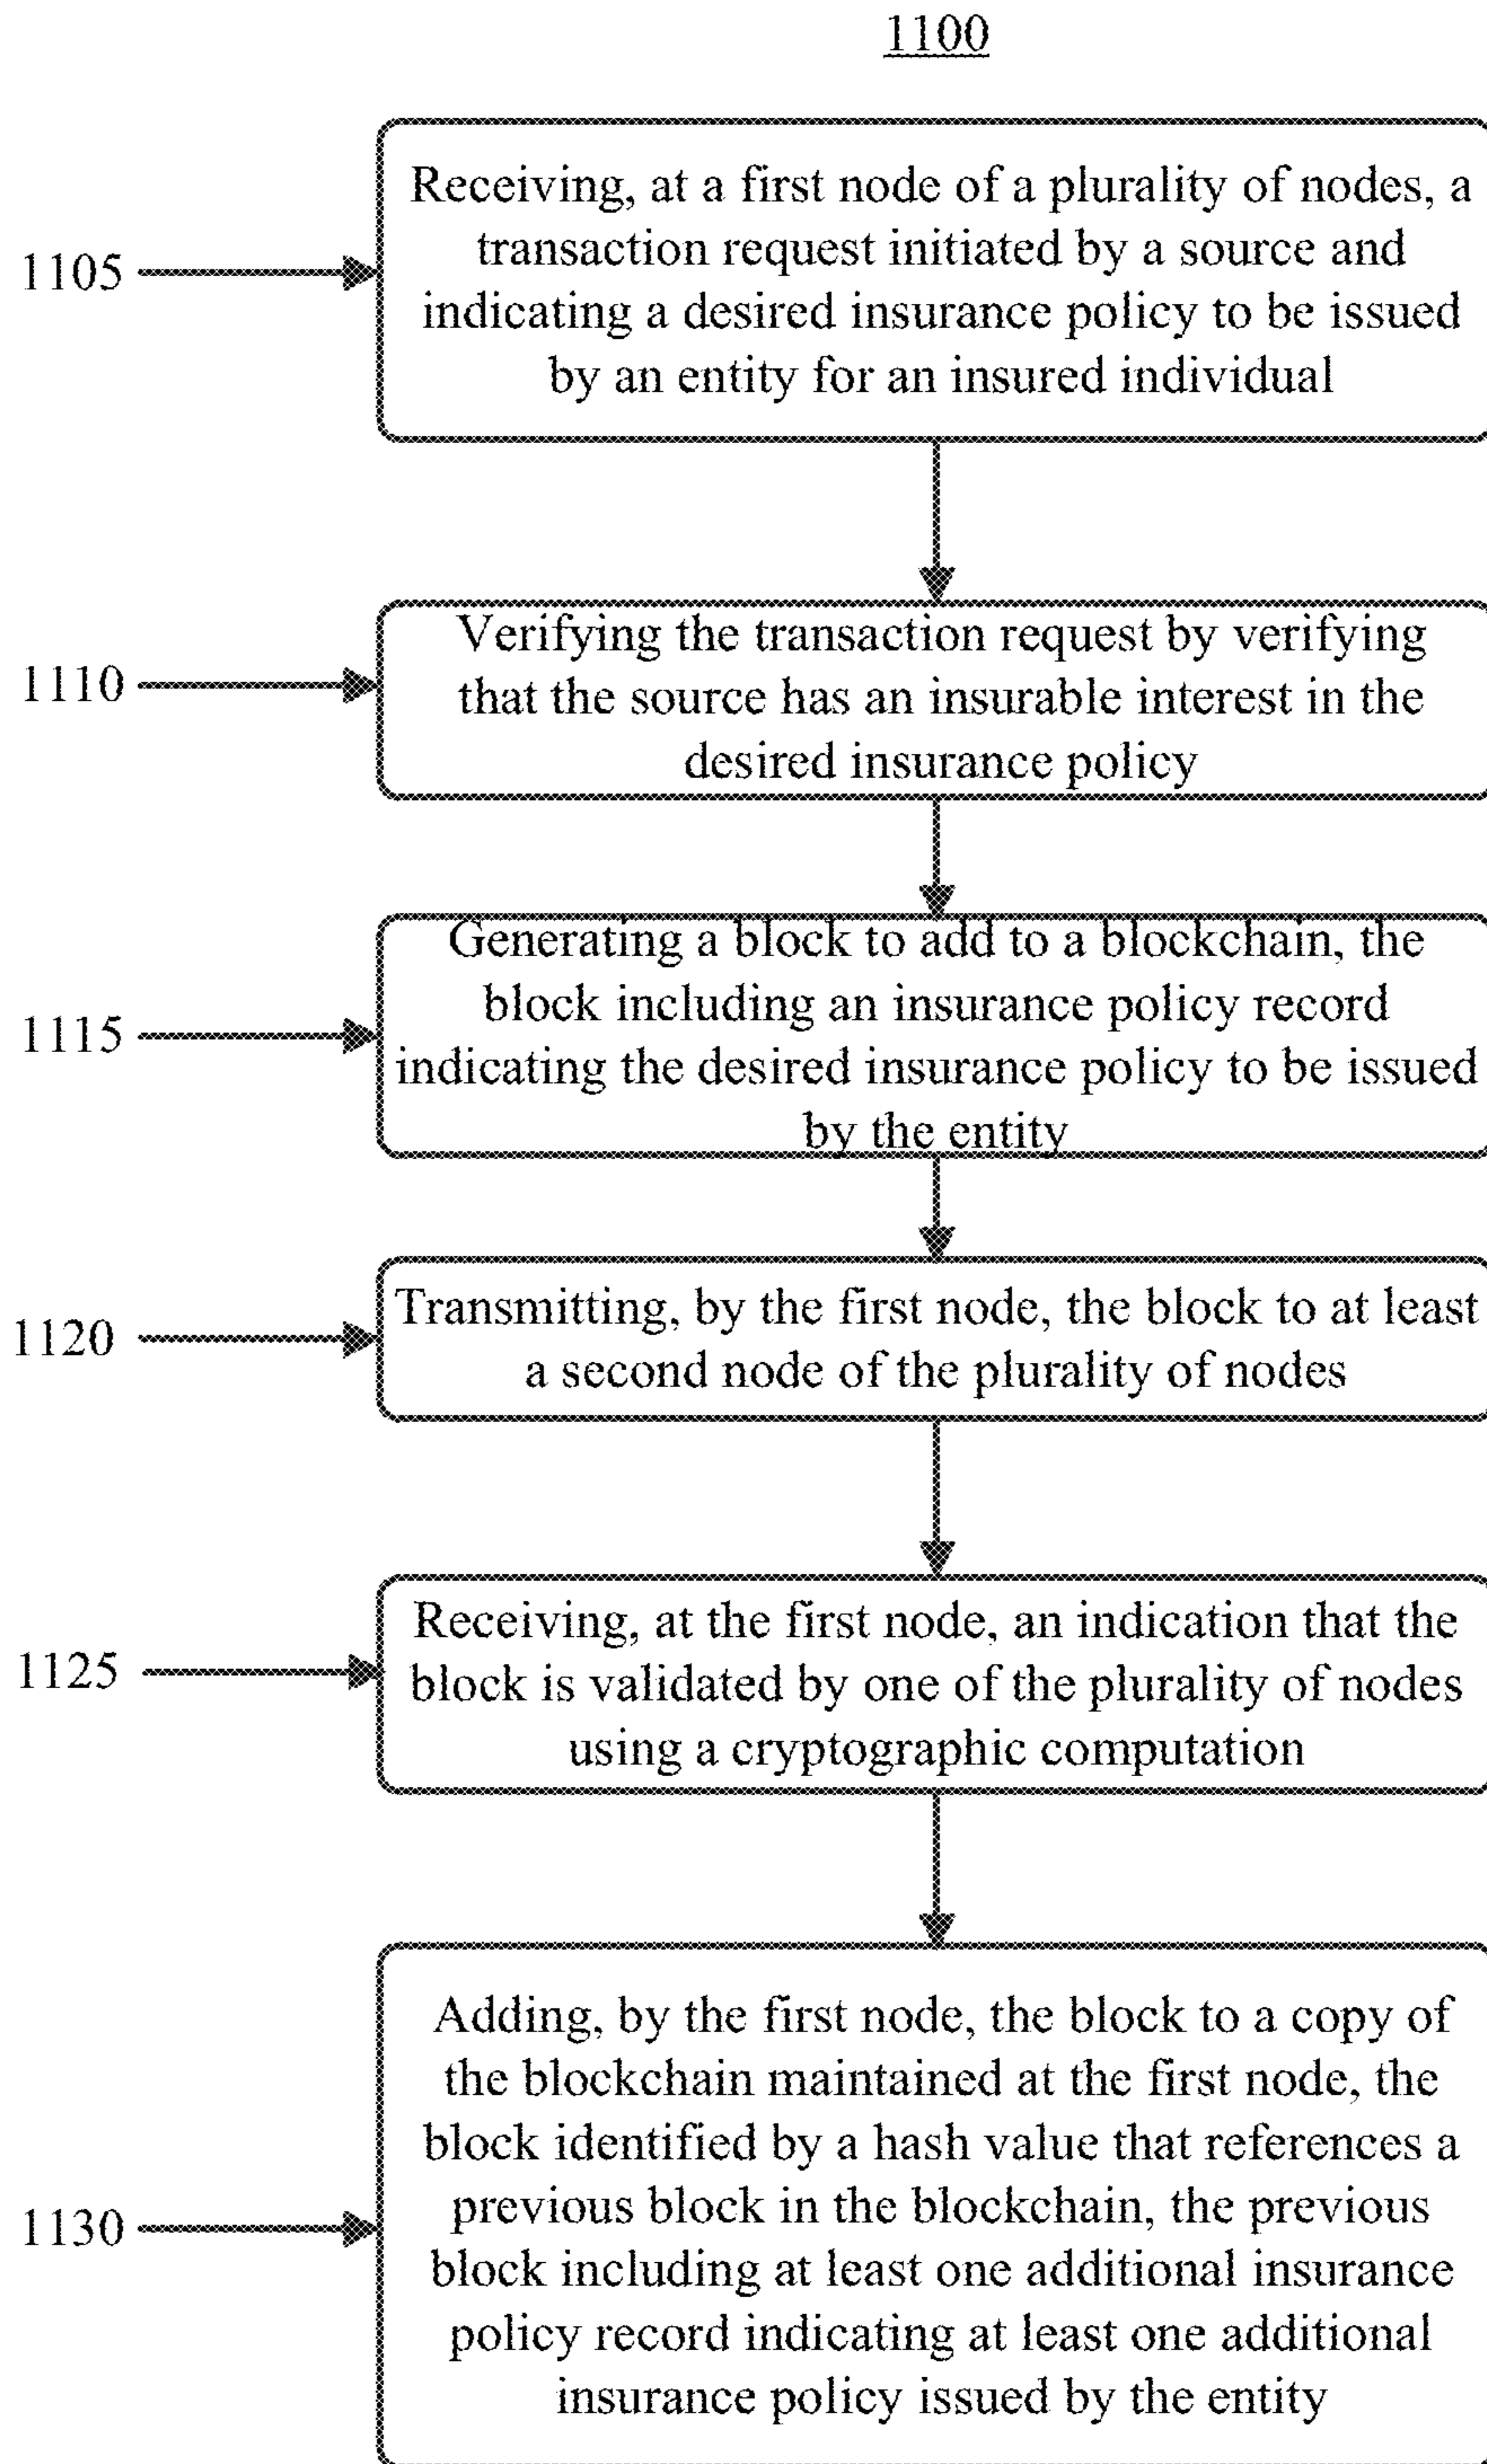 1100
Receiving, at a first node of a plurality of nodes, a
transaction request initiated by a source and
indicating a desired insurance policy to be issued
by an entity for an insured individual
1105
Verifying the transaction request by verifying
that the source has an insurable interest in the
desired insurance policy
1110
Generating a block to add to a blockchain, the
block including an insurance policy record
indicating the desired insurance policy to be issued
by the entity
1115
Transmitting, by the first node, the block to at least
a second node of the plurality of nodes
1120
Receiving, at the first node, an indication that the
block is validated by one of the plurality of nodes
using a cryptographic computation
1125
Adding, by the first node, the block to a copy of
the blockchain maintained at the first node, the
block identified by a hash value that references a
previous block in the blockchain, the previous
block including at least one additional insurance
policy record indicating at least one additional
insurance policy issued by the entity
1130